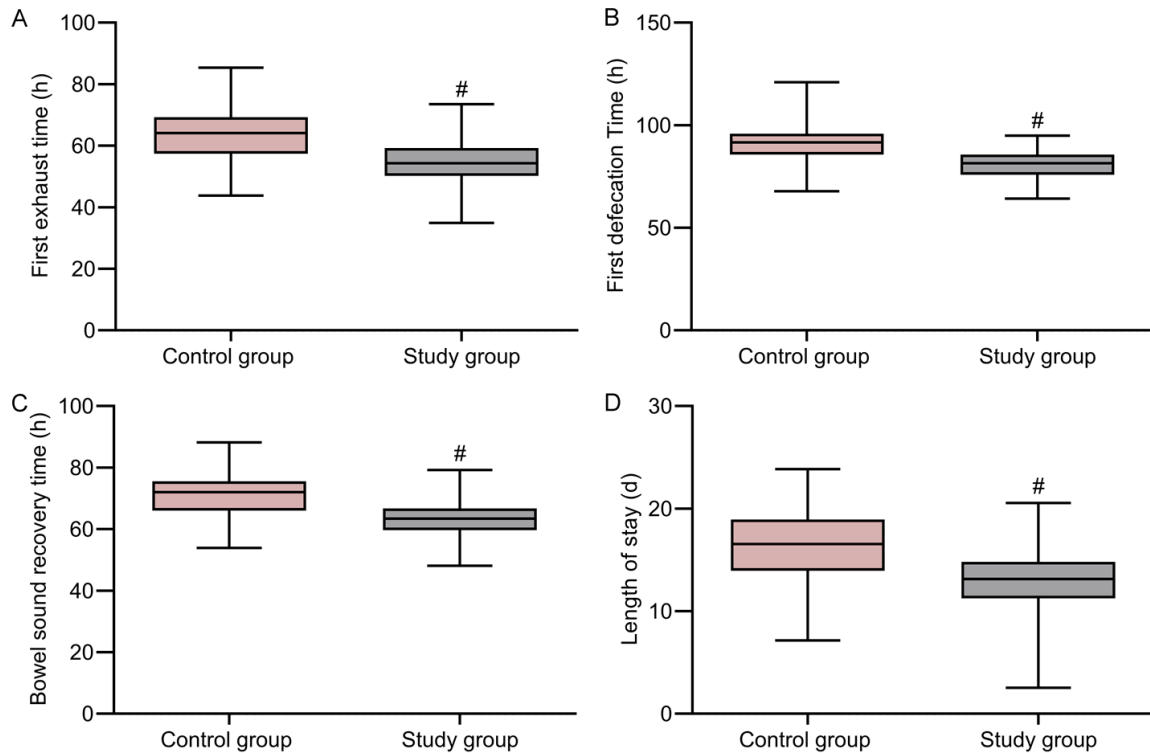 A
First exhaust time (h)
100
80
60
40
20
0
#
Control group
Study group
B
First defecation Time (h)
150
100
50
0
#
Control group
Study group
C
Bowel sound recovery time (h)
100
80
60
40
20
0
#
Control group
Study group
D
Length of stay (d)
30
20
10
0
#
Control group
Study group